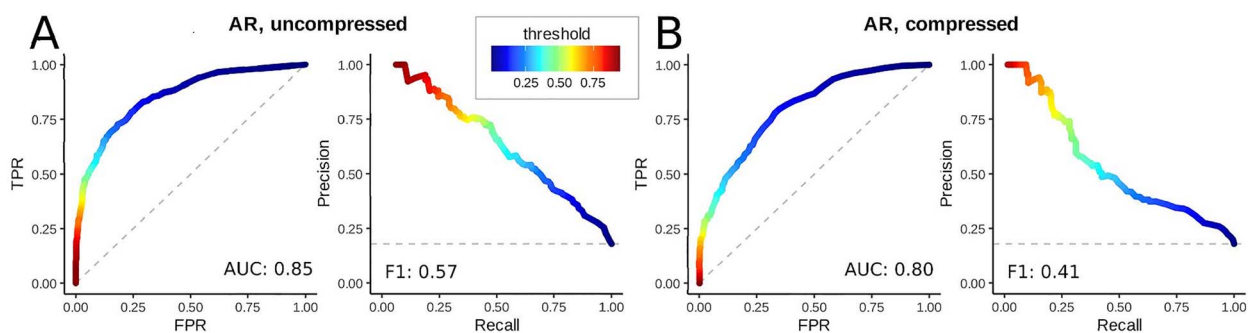 A
AR, uncompressed
threshold
0.25 0.50 0.75
B
AR, compressed
1.00
0.75
0.50
0.25
0.00
TPR
0.00 0.25 0.50 0.75 1.00
FPR
AUC: 0.85
1.00
0.75
0.50
0.25
0.00
Precision
0.00 0.25 0.50 0.75 1.00
Recall
F1: 0.57
1.00
0.75
0.50
0.25
0.00
TPR
0.00 0.25 0.50 0.75 1.00
FPR
AUC: 0.80
1.00
0.75
0.50
0.25
0.00
Precision
0.00 0.25 0.50 0.75 1.00
Recall
F1: 0.41